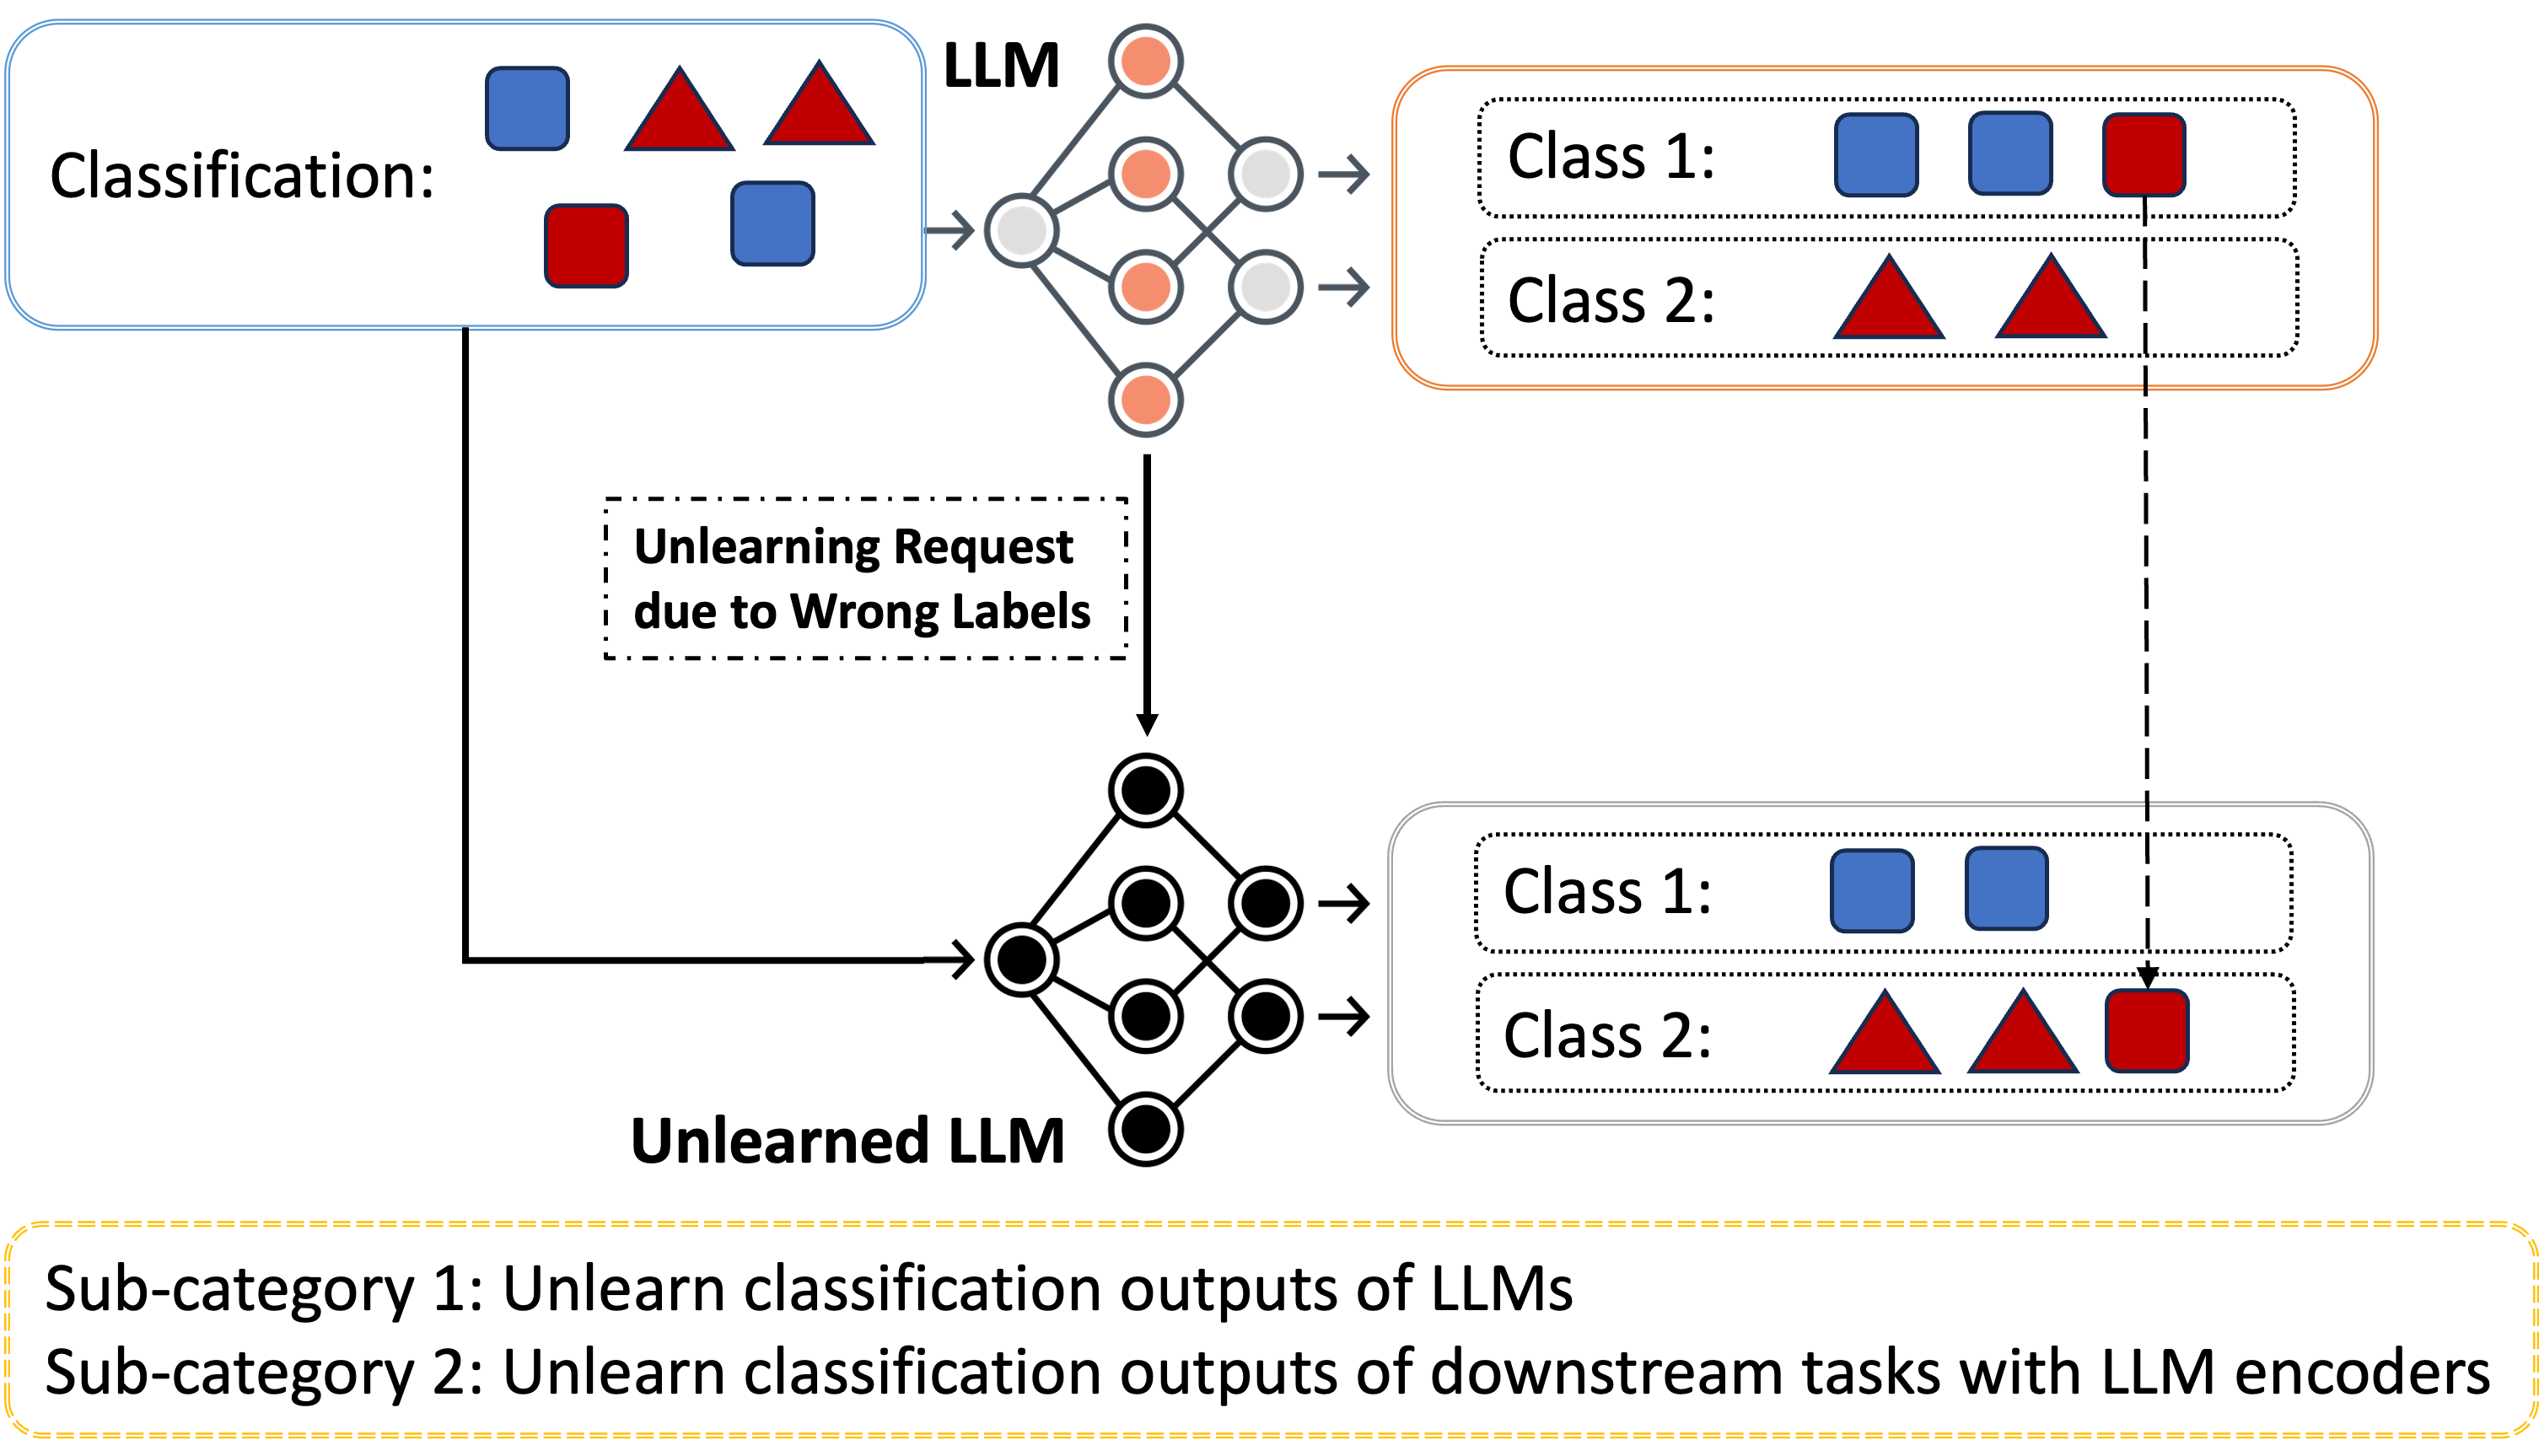 Classification:
LLM
Class 1:
Class 2:
Unlearning Request
due to Wrong Labels
Class 1:
Class 2:
Unlearned LLM
Sub-category 1: Unlearn classification outputs of LLMs
Sub-category 2: Unlearn classification outputs of downstream tasks with LLM encoders